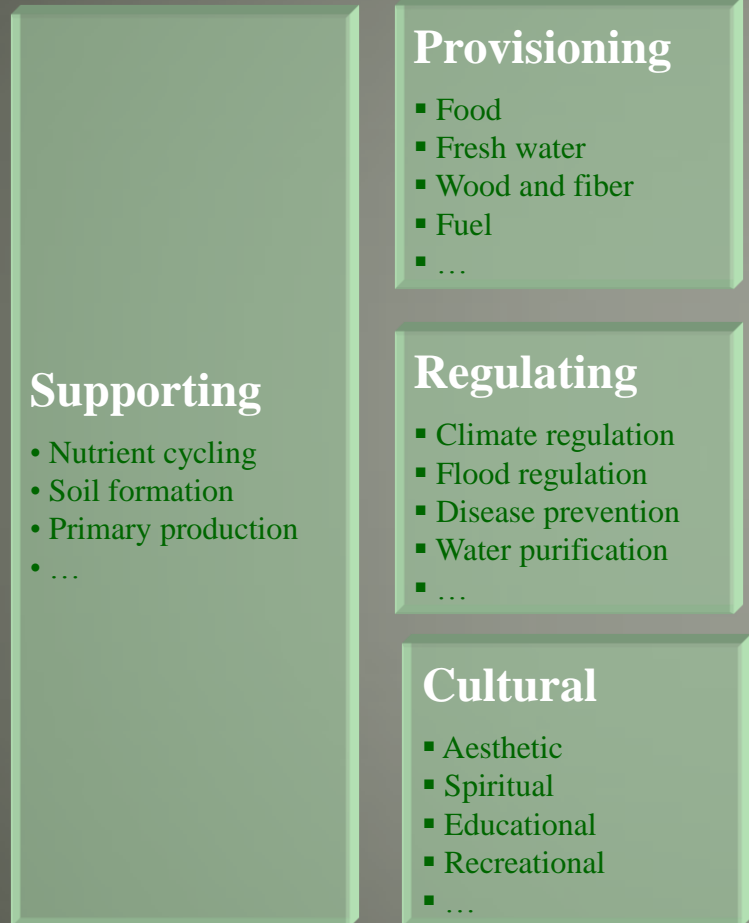 Supporting
• Nutrient cycling
• Soil formation
• Primary production
• …
Provisioning
▪ Food
▪ Fresh water
▪ Wood and fiber
▪ Fuel
▪ …
Regulating
▪ Climate regulation
▪ Flood regulation
▪ Disease prevention
▪ Water purification
▪ …
Cultural
▪ Aesthetic
▪ Spiritual
▪ Educational
▪ Recreational
▪ …